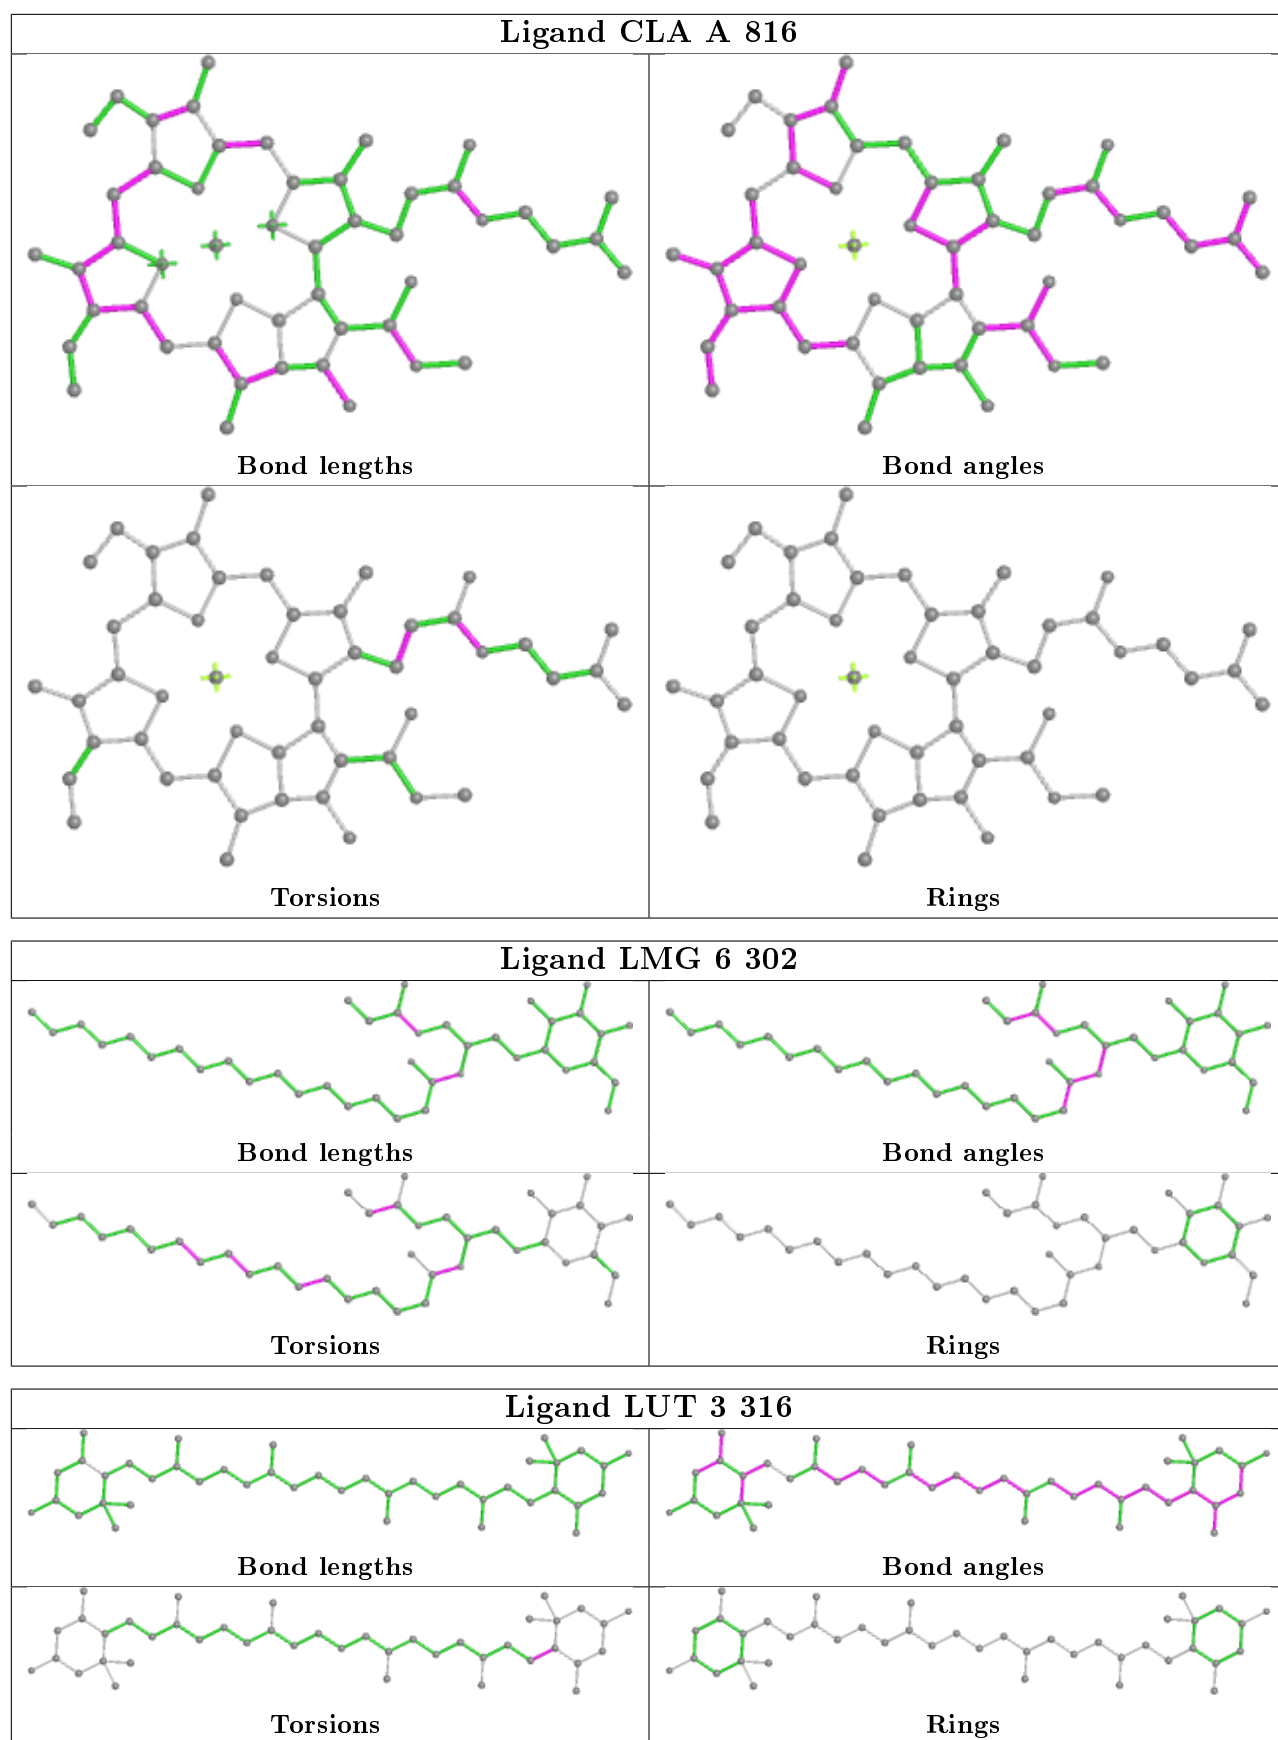 Ligand CLA A 816
Bond lengths
Bond angles
Torsions
Rings
Ligand LMG 6 302
Bond lengths
Bond angles
Torsions
Rings
Ligand LUT 3 316
Bond lengths
Bond angles
Torsions
Rings